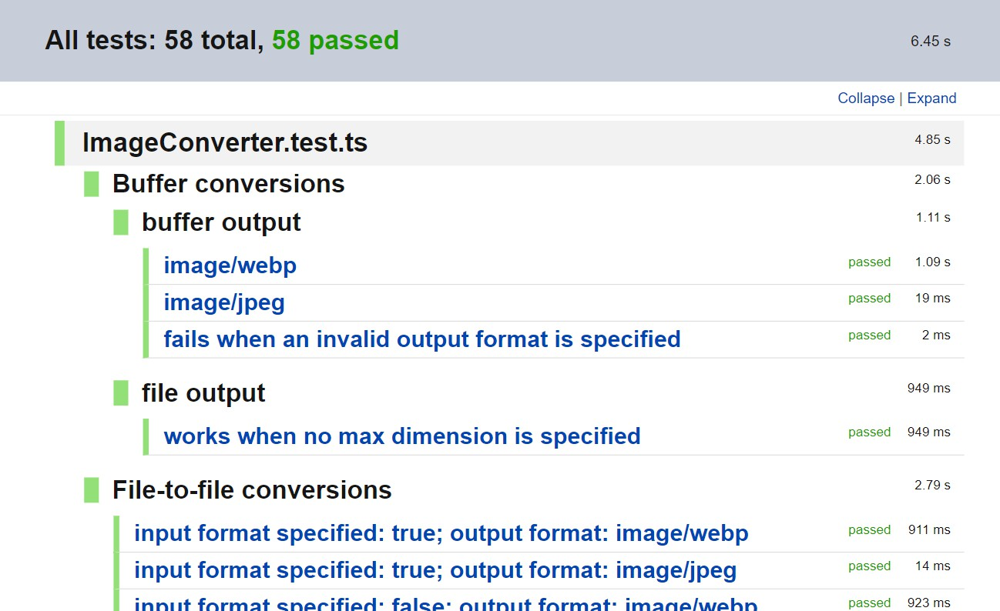 All tests: 58 total, 58 passed 6.45 s
Collapse | Expand
ImageConverter.test.ts 4.85 s
Buffer conversions 2.06 s
buffer output 1.11 s
image/webp passed 1.09 s
image/jpeg passed 19 ms
fails when an invalid output format is specified passed 2 ms
file output 949 ms
works when no max dimension is specified passed 949 ms
File-to-file conversions 2.79 s
input format specified: true; output format: image/webp passed 911 ms
input format specified: true; output format: image/jpeg passed 14 ms
input format specified: false; output format: image/webp passed 923 ms